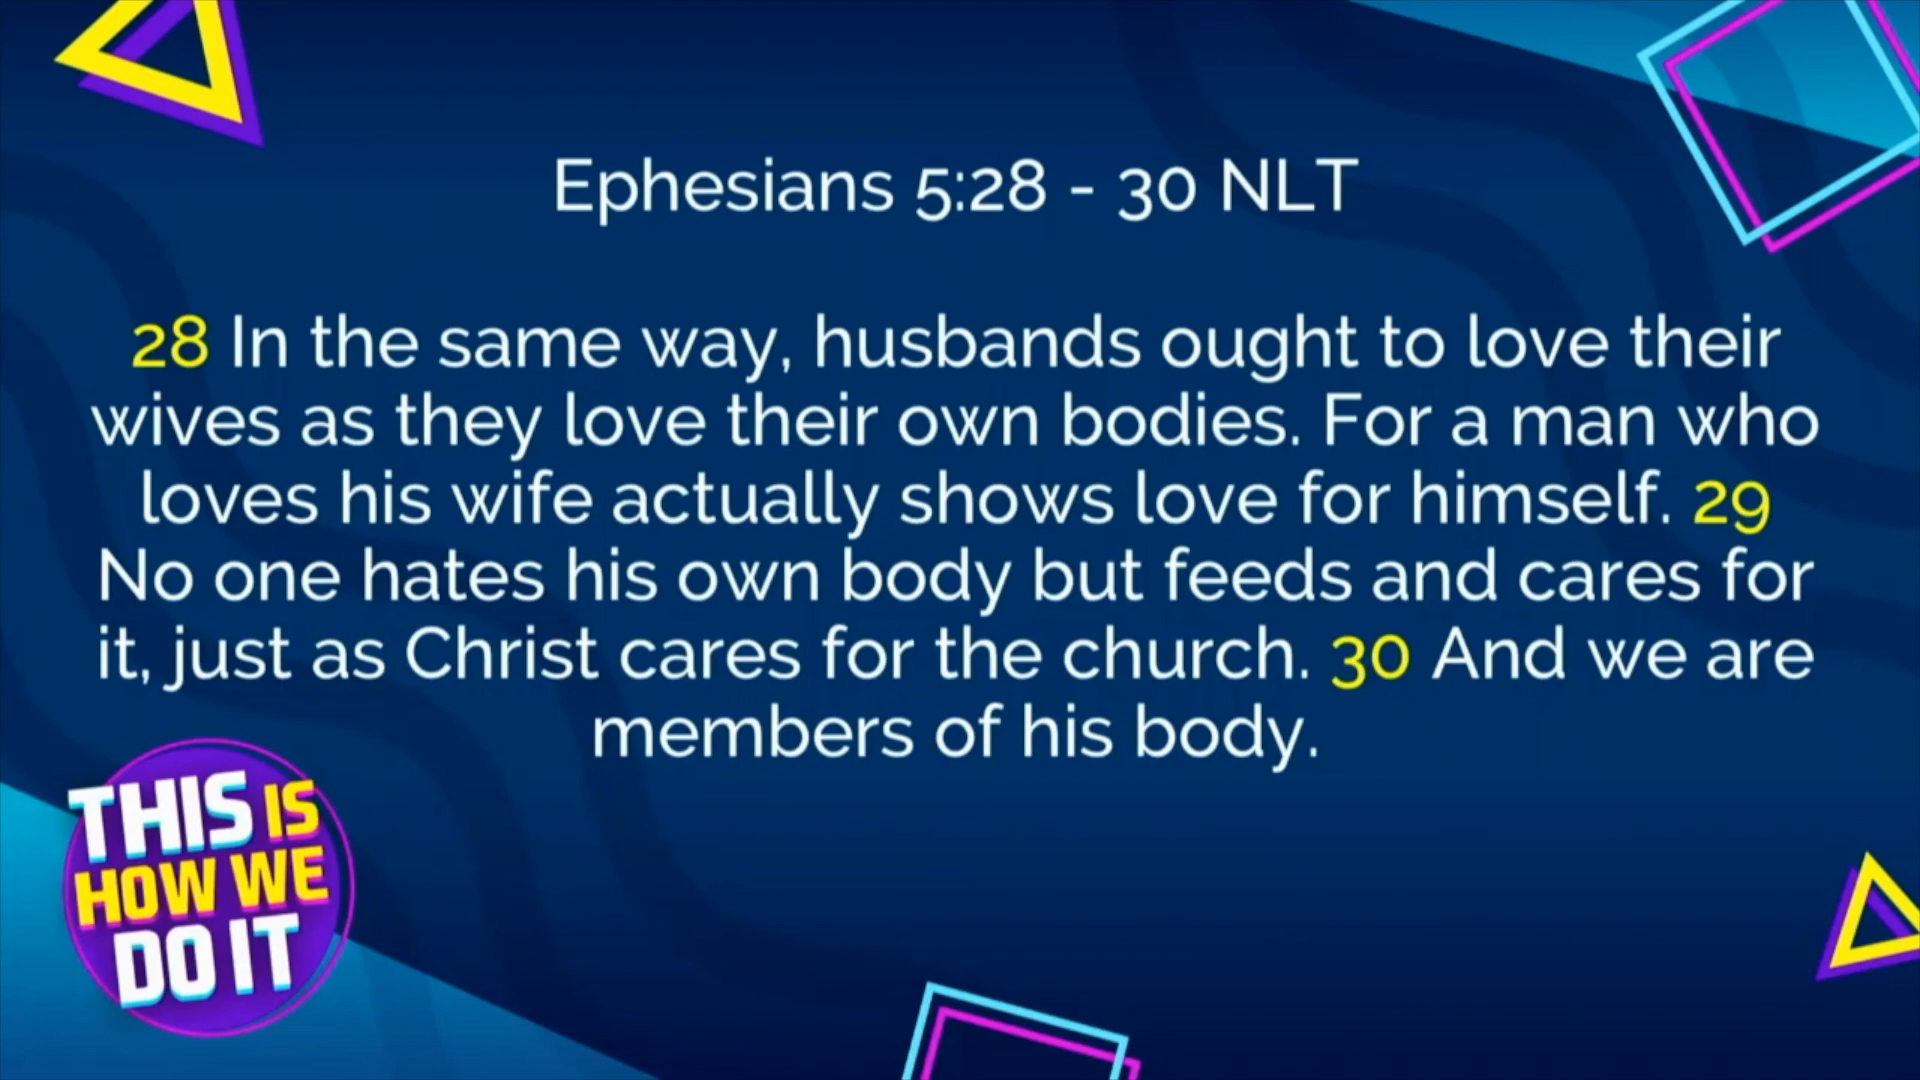 Ephesians 5:28 - 30 NLT
28 In the same way, husbands ought to love their
wives as they love their own bodies. For a man who
loves his wife actually shows love for himself. 29
No one hates his own body but feeds and cares for
it, just as Christ cares for the church. 30 And we are
members of his body.
THIS IS
HOW WE
DO IT